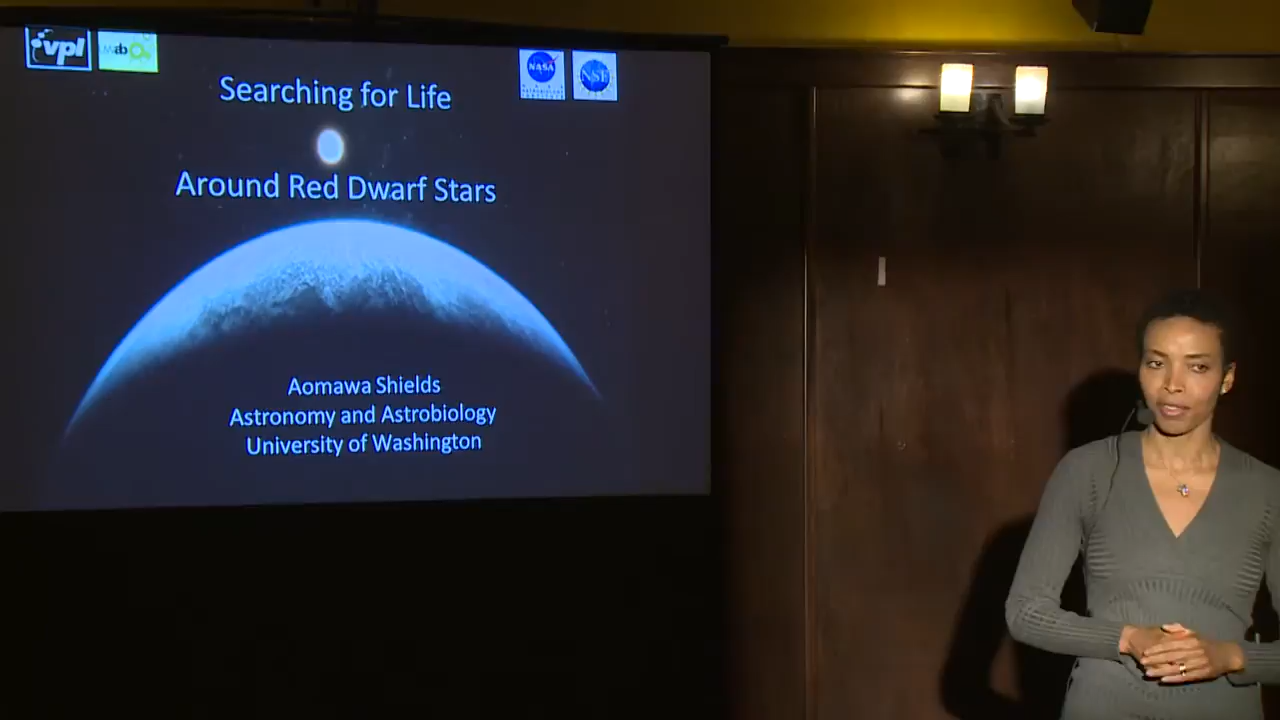 vpl
Searching for Life
NASA
NSF
Around Red Dwarf Stars
Aomawa Shields
Astronomy and Astrobiology
University of Washington